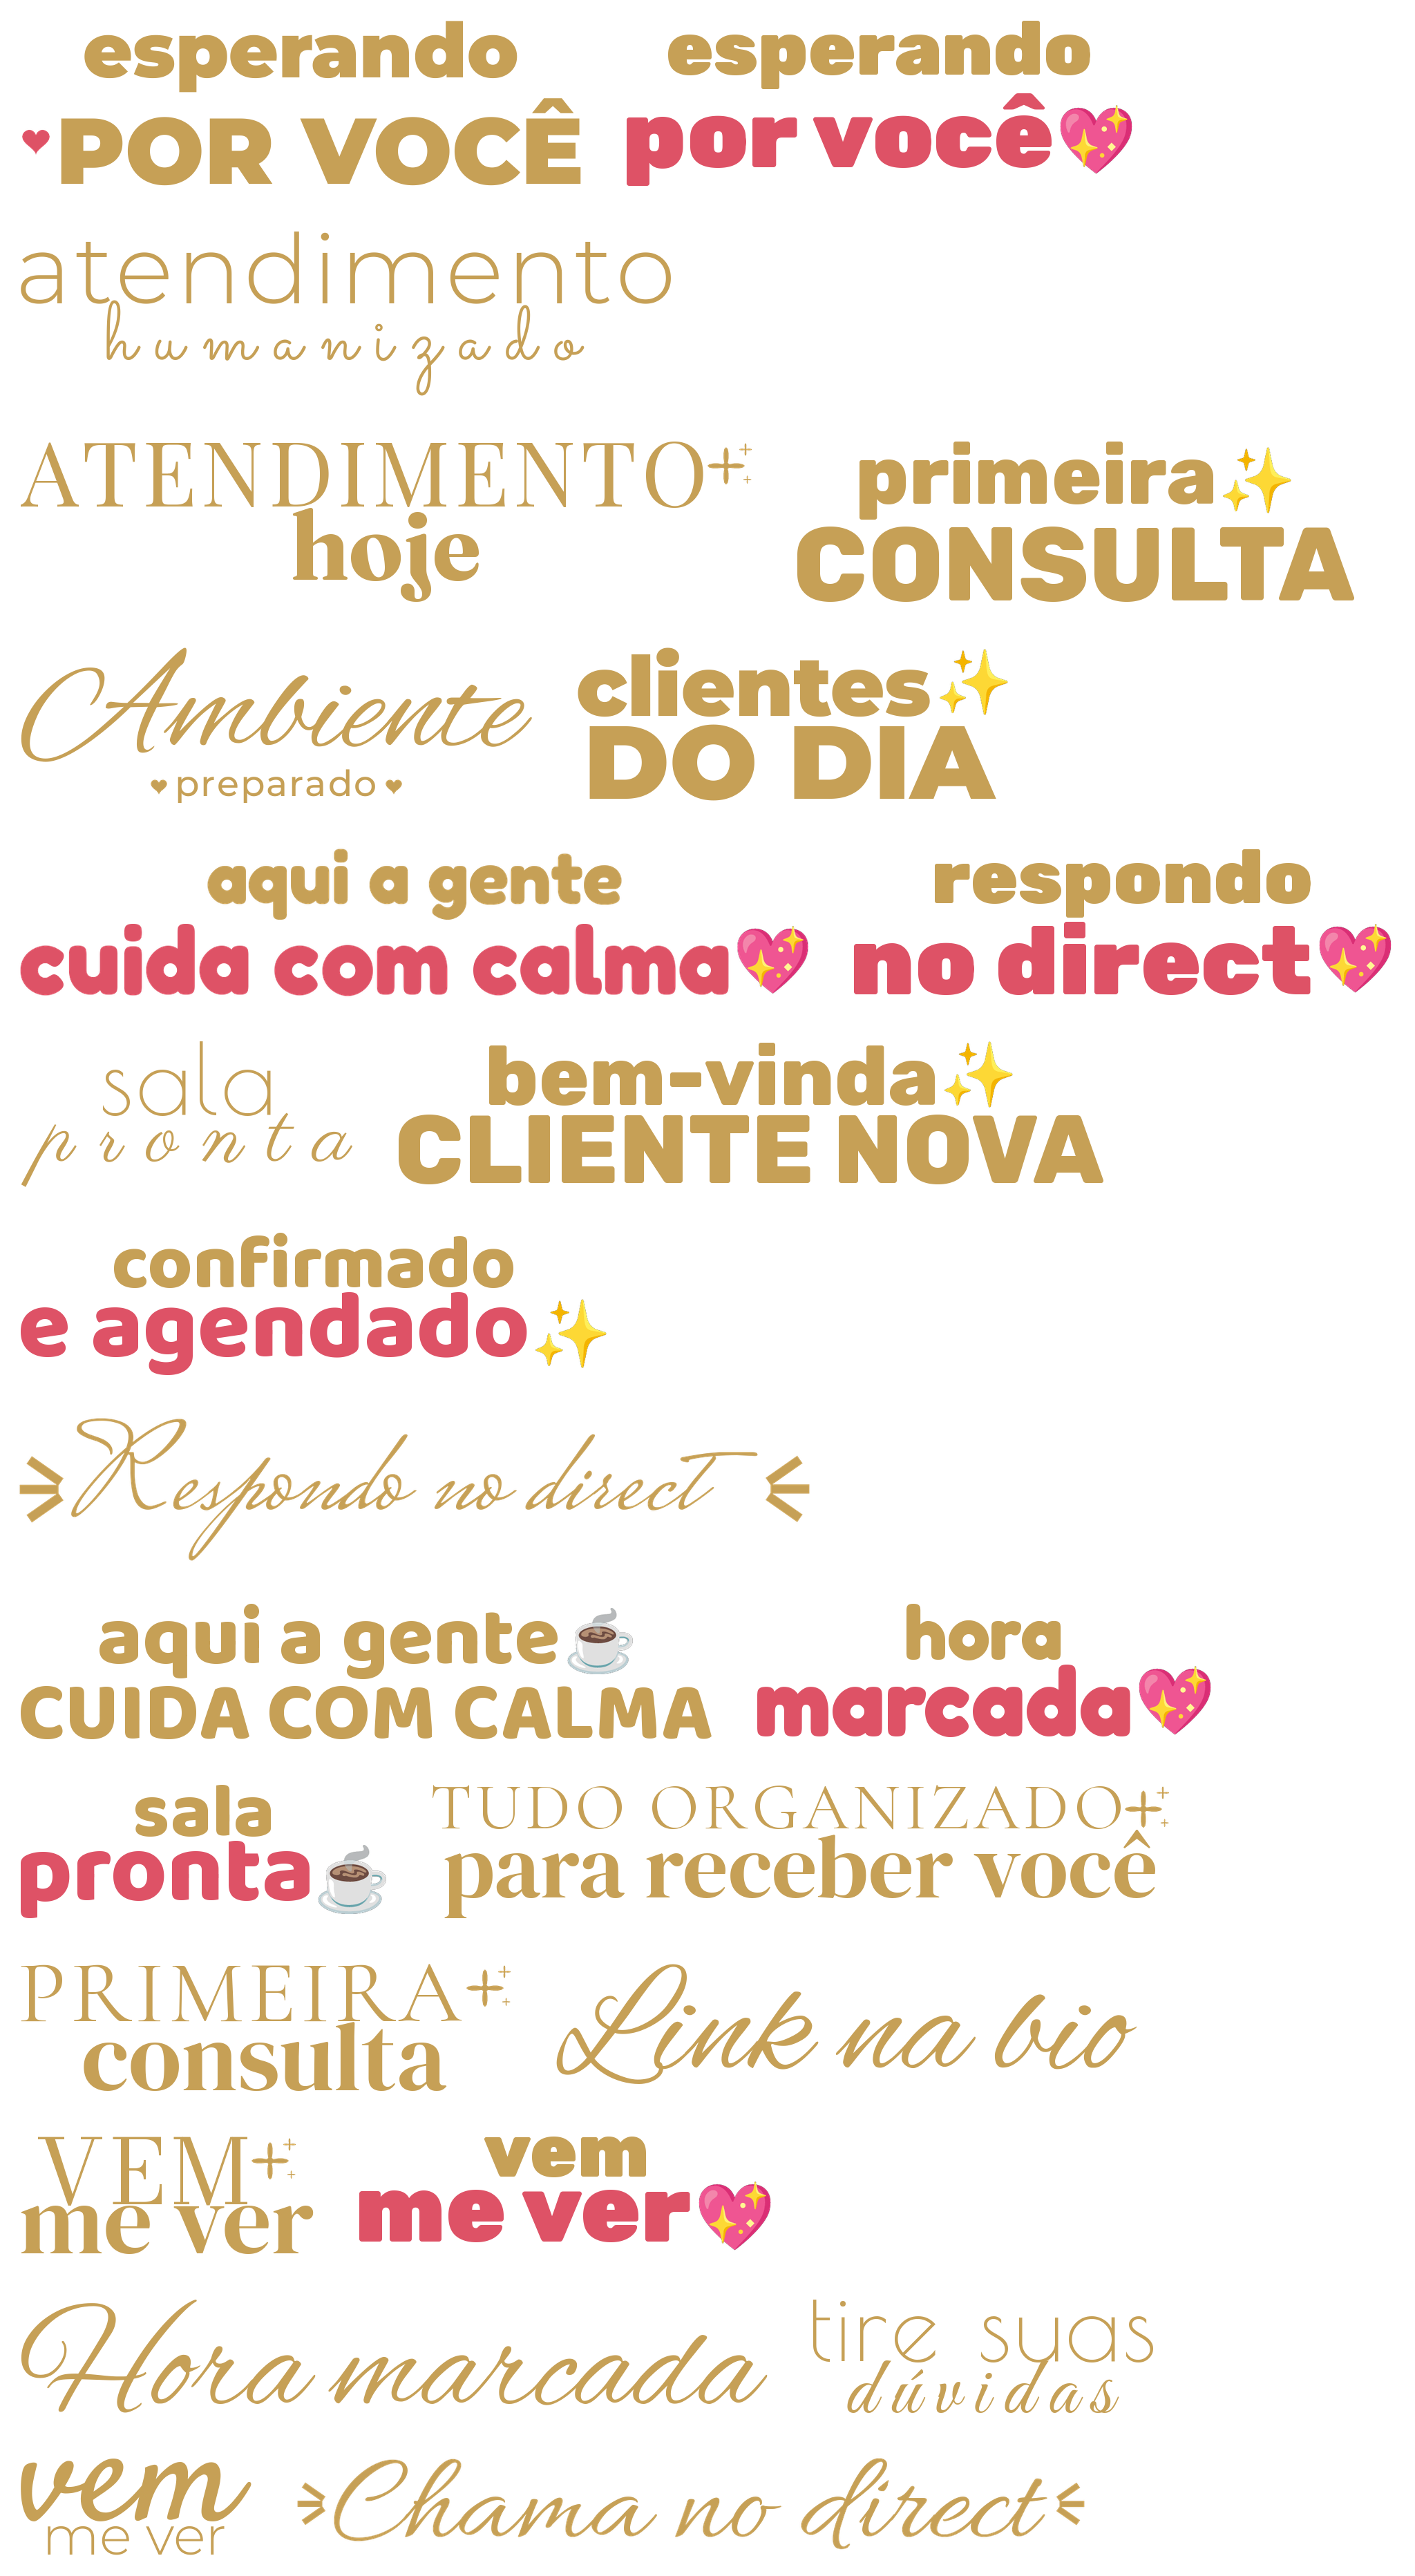 esperando
POR VOCÊ
esperando
por você💖
atendimento
humanizado
ATENDIMENTO
hoje
primeira✨
CONSULTA
Ambiente
preparado
clientes✨
DO DIA
aqui a gente
cuida com calma💖
respondo
no direct💖
sala
pronta
bem-vinda✨
CLIENTE NOVA
confirmado
e agendado✨
Respondo no direct
aqui a gente☕
CUIDA COM CALMA
hora
marcada💖
sala
pronta☕
TUDO ORGANIZADO
para receber você
PRIMEIRA
consulta
Link na bio
VEM
me ver
vem
me ver💖
Hora marcada
tire suas
dúvidas
vem
me ver
Chama no direct